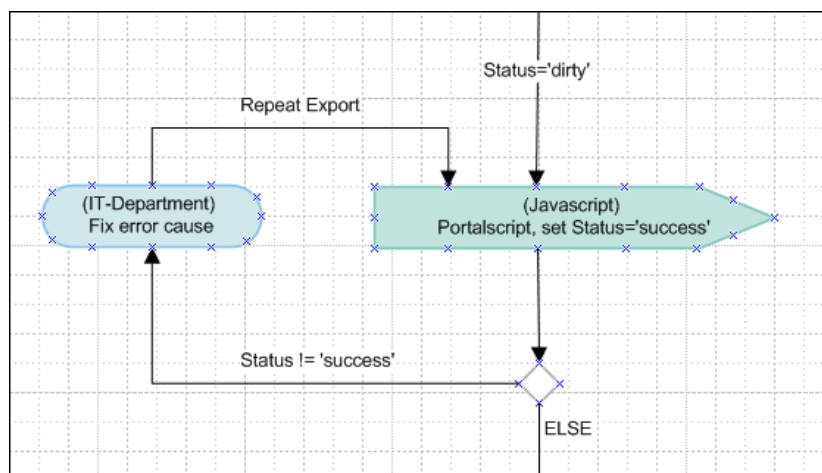 Status='dirty'
Repeat Export
(IT-Department)
Fix error cause
(Javascript)
Portalscript, set Status='success'
Status != 'success'
ELSE